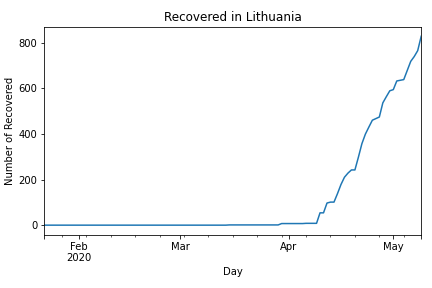 Recovered in Lithuania
Number of Recovered
800
600
400
200
0
Feb
2020
Mar
Apr
May
Day